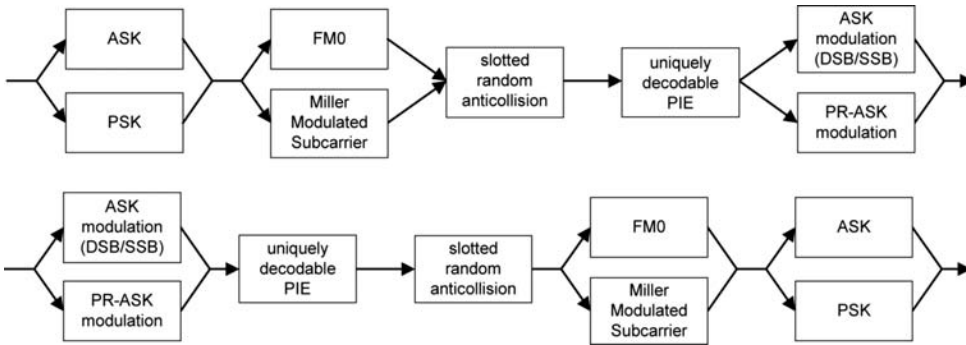 ASK
PSK
FM0
Miller
Modulated
Subcarrier
slotted
random
anticollision
uniquely
decodable
PIE
ASK
modulation
(DSB/SSB)
PR-ASK
modulation
ASK
modulation
(DSB/SSB)
PR-ASK
modulation
uniquely
decodable
PIE
slotted
random
anticollision
FM0
Miller
Modulated
Subcarrier
ASK
PSK